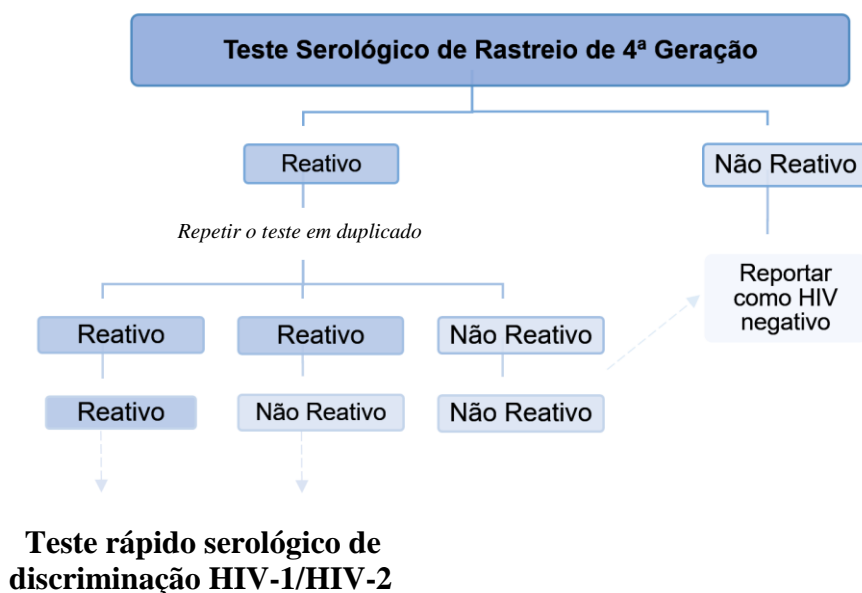 Teste Serológico de Rastreio de 4ª Geração
Reativo
Não Reativo
Repetir o teste em duplicado
Reportar
como HIV
negativo
Reativo
Reativo
Não Reativo
Reativo
Não Reativo
Não Reativo
Teste rápido serológico de
discriminação HIV-1/HIV-2